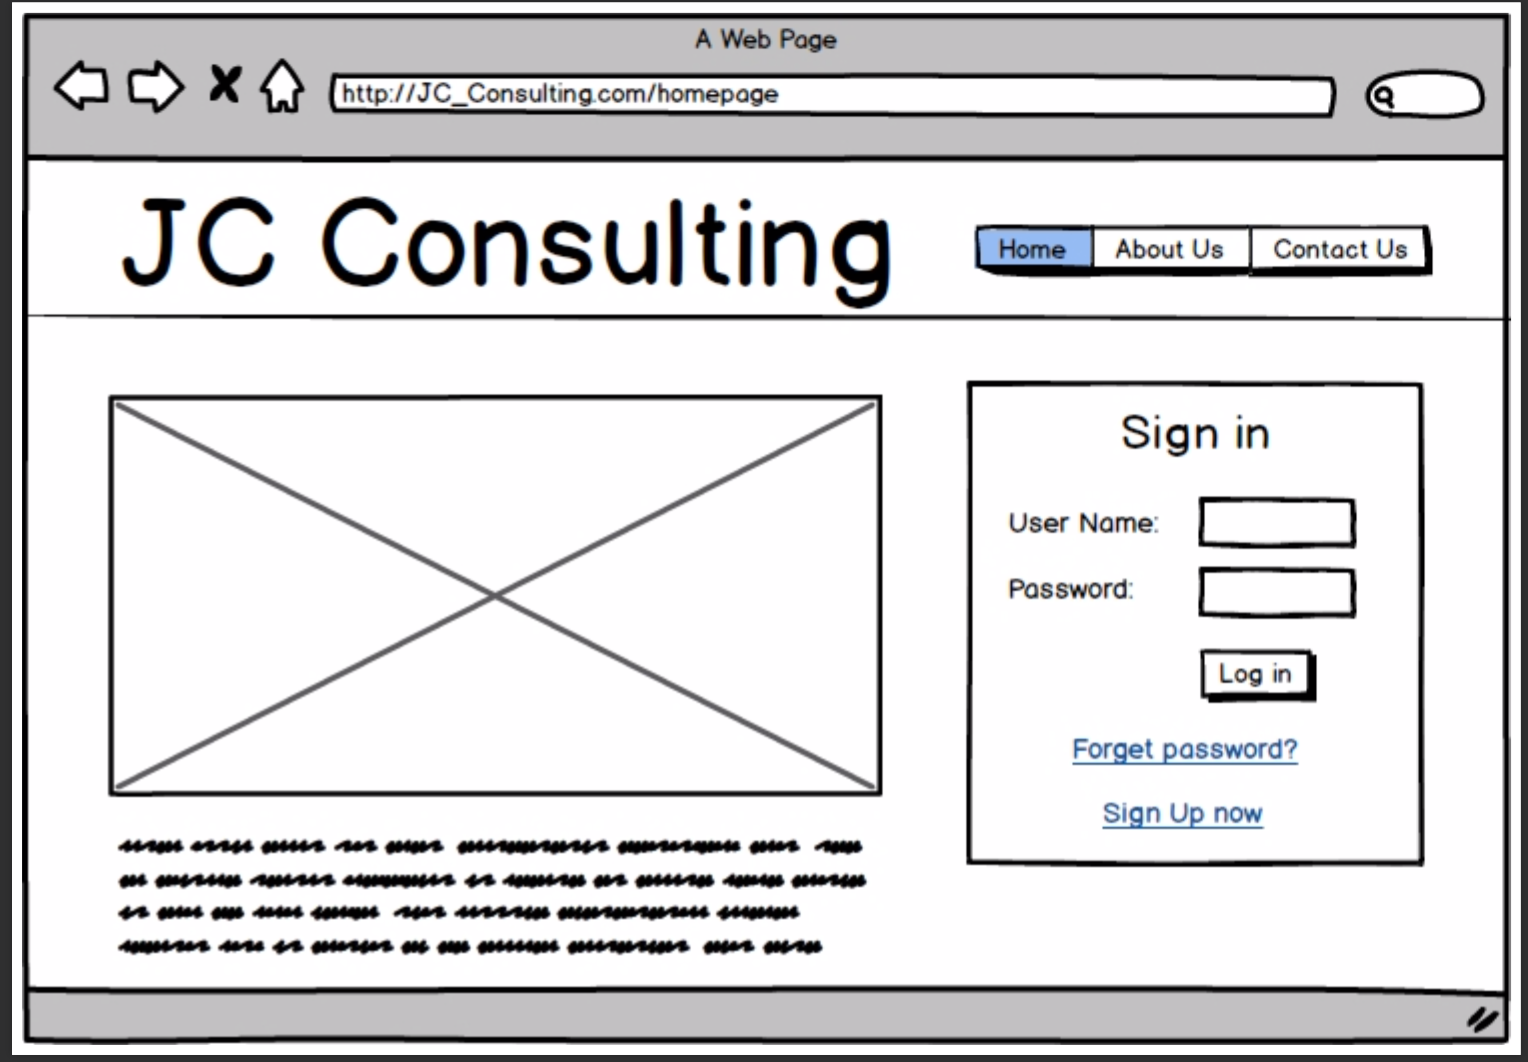 A Web Page
http://JC_Consulting.com/homepage
JC Consulting
Home
About Us
Contact Us
Sign in
User Name:
Password:
Log in
Forget password?
Sign Up now